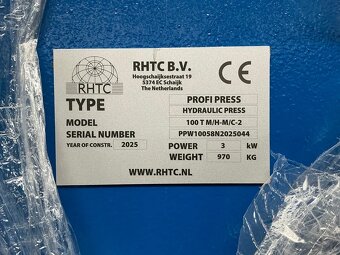 RHTC
RHTC B.V.
Hoogschaijksestraat 19
5374 EC Schaijk
The Netherlands
CE
TYPE
PROFI PRESS
HYDRAULIC PRESS
MODEL
100 T M/H-M/C-2
SERIAL NUMBER
PPW10058N2025044
YEAR OF CONSTR. 2025
POWER 3 kW
WEIGHT 970 KG
WWW.RHTC.NL